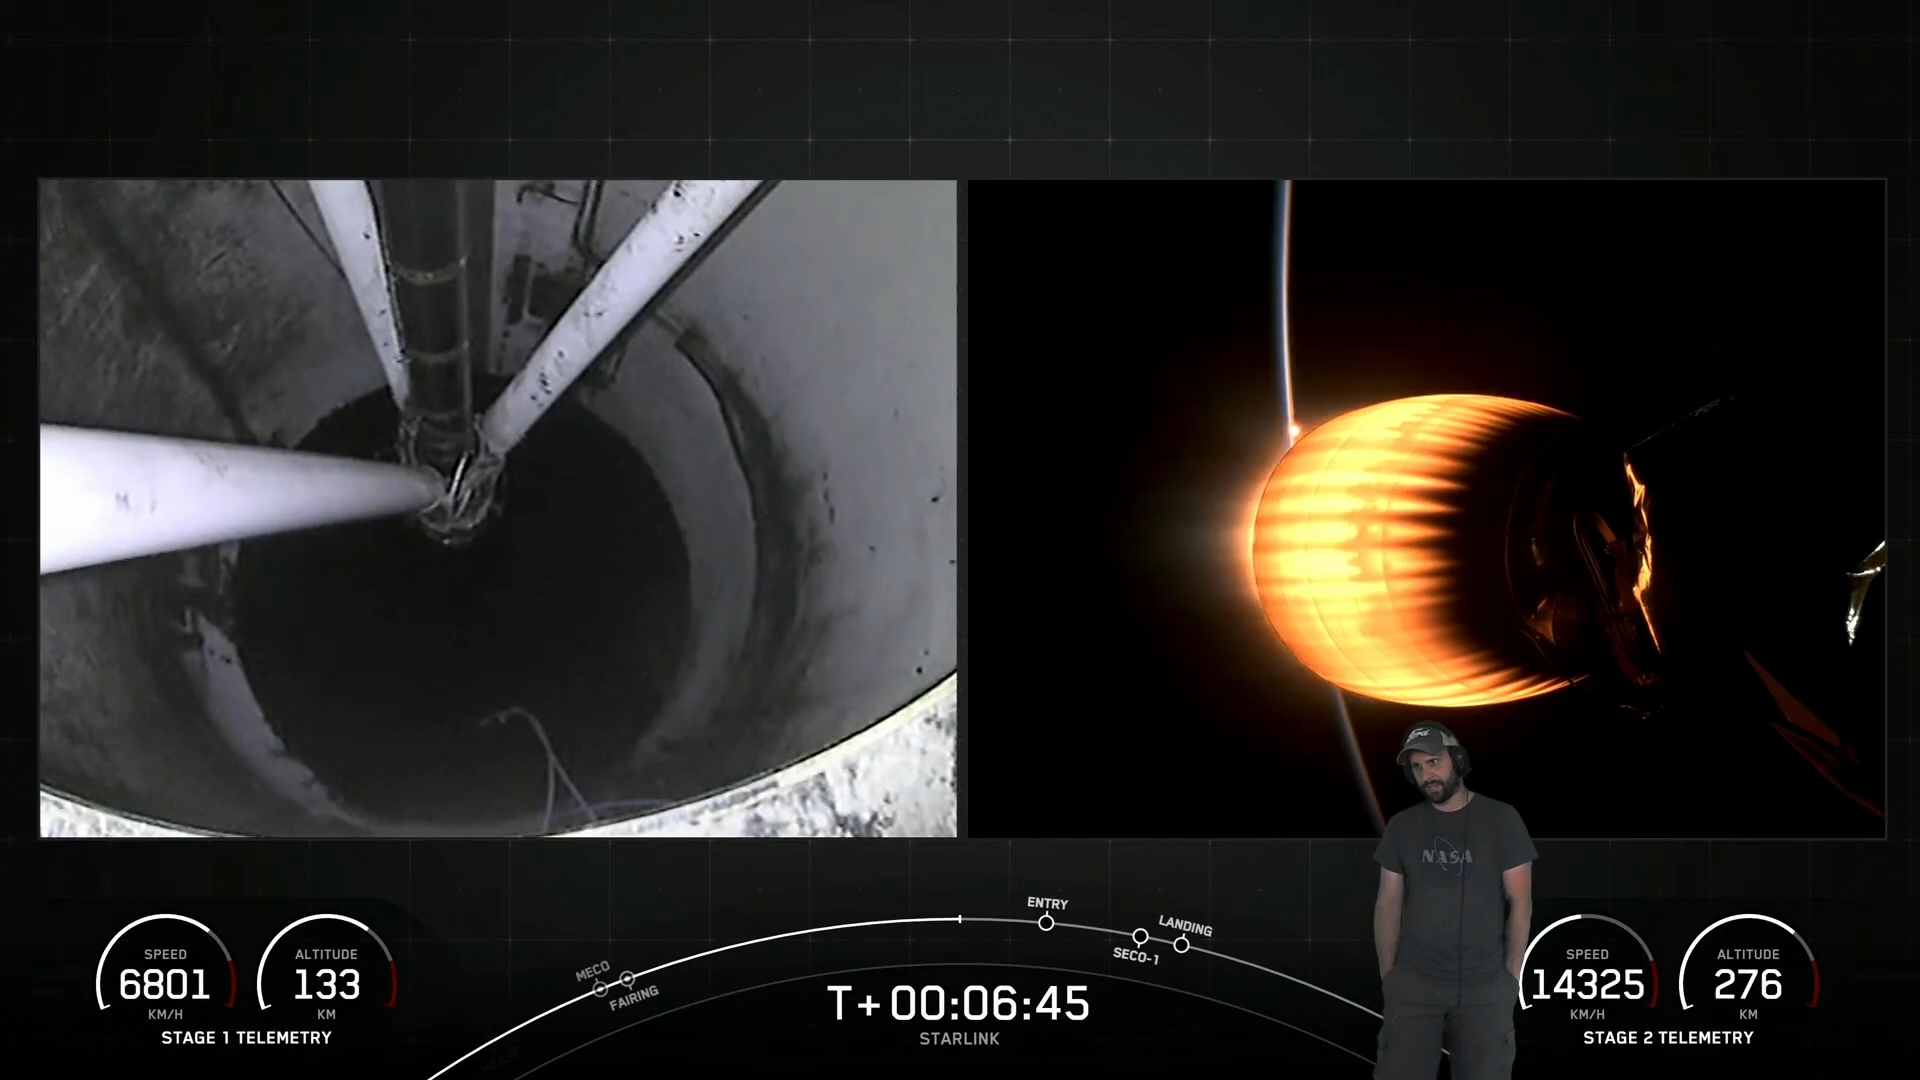 Ford
NASA
ENTRY
LANDING
SECO-1
MECO
FAIRING
SPEED
6801
KM/H
ALTITUDE
133
KM
STAGE 1 TELEMETRY
T+00:06:45
STARLINK
SPEED
14325
KM/H
ALTITUDE
276
KM
STAGE 2 TELEMETRY